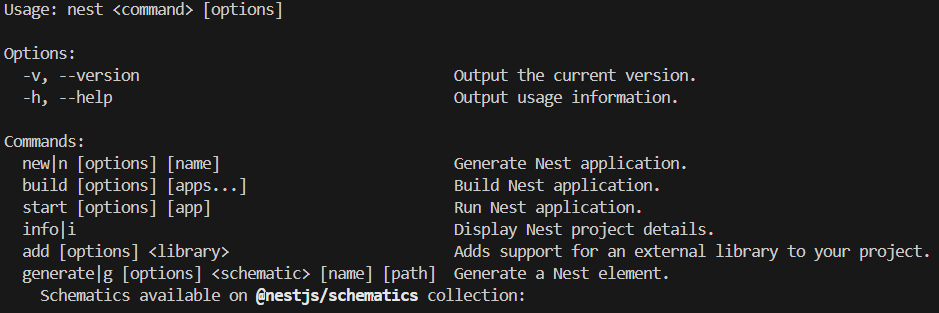 Usage: nest <command> [options]
Options:
-v, --version Output the current version.
-h, --help Output usage information.
Commands:
new|n [options] [name] Generate Nest application.
build [options] [apps...] Build Nest application.
start [options] [app] Run Nest application.
info|i Display Nest project details.
add [options] <library> Adds support for an external library to your project.
generate|g [options] <schematic> [name] [path] Generate a Nest element.
Schematics available on @nestjs/schematics collection: